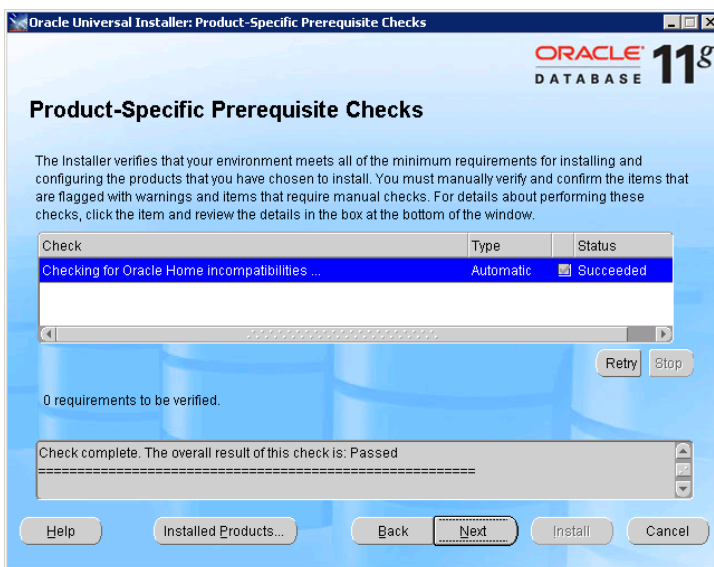 Oracle Universal Installer: Product-Specific Prerequisite Checks
ORACLE
DATABASE 11g
Product-Specific Prerequisite Checks
The Installer verifies that your environment meets all of the minimum requirements for installing and
configuring the products that you have chosen to install. You must manually verify and confirm the items that
are flagged with warnings and items that require manual checks. For details about performing these
checks, click the item and review the details in the box at the bottom of the window.
Check Type Status
Checking for Oracle Home incompatibilities ... Automatic Succeeded
Retry Stop
0 requirements to be verified.
Check complete. The overall result of this check is: Passed
========================================================
Help Installed Products... Back Next Install Cancel